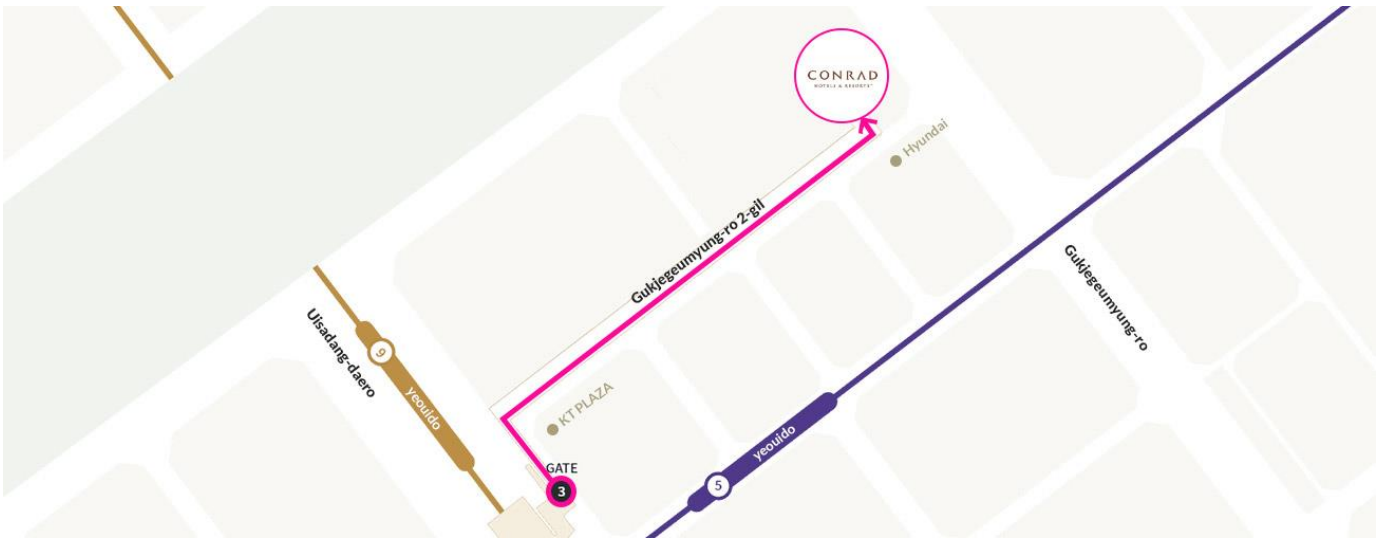 CONRAD
HOTELS & RESORTS™
Hyundai
Gukjegeumyung-ro 2-gil
Gukjegeumyung-ro
Uisadang-daero
9
yeouido
KT PLAZA
GATE
3
yeouido
5